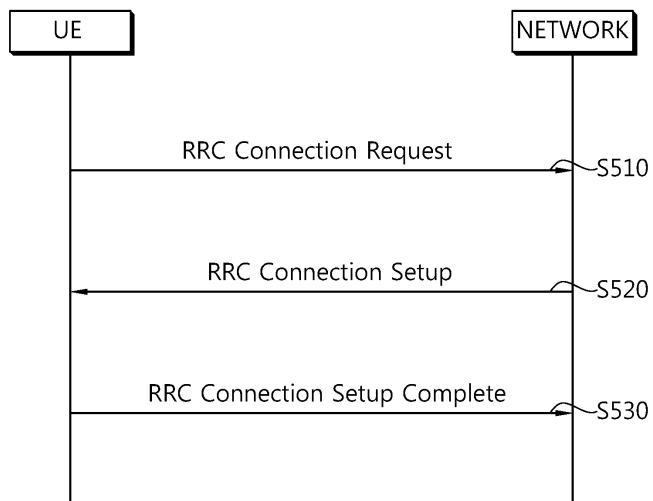 UE
NETWORK
RRC Connection Request
S510
RRC Connection Setup
S520
RRC Connection Setup Complete
S530